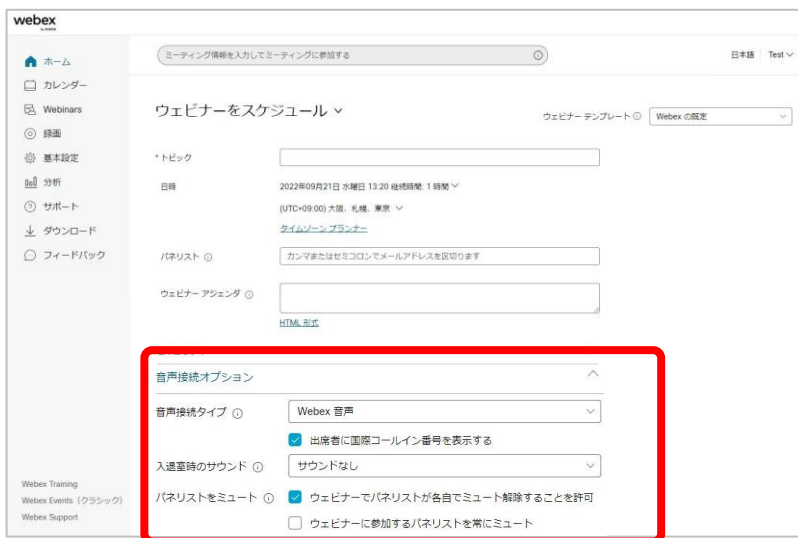 webex
ミーティング情報を入力してミーティングに参加する
日本語 Test
ホーム
カレンダー
Webinars
録画
基本設定
分析
サポート
ダウンロード
フィードバック
Webex Training
Webex Events（クラシック）
Webex Support
ウェビナーをスケジュール
ウェビナー テンプレート Webex の既定
*トピック
日時 2022年09月21日 水曜日 13:20 継続時間: 1 時間
(UTC+09:00) 大阪、札幌、東京
タイムゾーン プランナー
パネリスト カンマまたはセミコロンでメールアドレスを区切ります
ウェビナー アジェンダ
HTML 形式
音声接続オプション
音声接続タイプ Webex 音声
出席者に国際コールイン番号を表示する
入退室時のサウンド サウンドなし
パネリストをミュート ウェビナーでパネリストが各自でミュート解除することを許可
ウェビナーに参加するパネリストを常にミュート